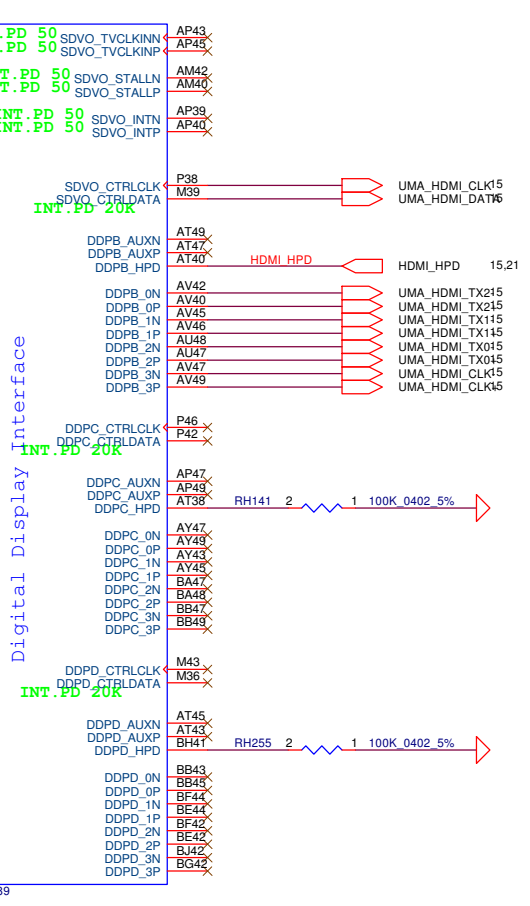 .PD 50 SDVO_TVCLKINN AP43
.PD 50 SDVO_TVCLKINP AP45
T.PD 50 SDVO_STALLN AM42
T.PD 50 SDVO_STALLP AM40
NT.PD 50 SDVO_INTN AP39
NT.PD 50 SDVO_INTP AP40
SDVO_CTRLCLK P38 UMA_HDMI_CLK 15
SDVO_CTRLDATA M39 UMA_HDMI_DATA 15
INT.PD 20K
DDPB_AUXN AT49
DDPB_AUXP AT47
DDPB_HPD AT40 HDMI_HPD HDMI_HPD 15,21
DDPB_0N AV42 UMA_HDMI_TX2- 15
DDPB_0P AV40 UMA_HDMI_TX2+ 15
DDPB_1N AV45 UMA_HDMI_TX1- 15
DDPB_1P AV46 UMA_HDMI_TX1+ 15
DDPB_2N AU48 UMA_HDMI_TX0- 15
DDPB_2P AU47 UMA_HDMI_TX0+ 15
DDPB_3N AV47 UMA_HDMI_CLK- 15
DDPB_3P AV49 UMA_HDMI_CLK+ 15
Digital Display Interface
DDPC_CTRLCLK P46
DDPC_CTRLDATA P42
INT.PD 20K
DDPC_AUXN AP47
DDPC_AUXP AP49
DDPC_HPD AT38 RH141 2 1 100K_0402_5%
DDPC_0N AY47
DDPC_0P AY49
DDPC_1N AY43
DDPC_1P AY45
DDPC_2N BA47
DDPC_2P BA48
DDPC_3N BB47
DDPC_3P BB49
DDPD_CTRLCLK M43
DDPD_CTRLDATA M36
INT.PD 20K
DDPD_AUXN AT45
DDPD_AUXP AT43
DDPD_HPD BH41 RH255 2 1 100K_0402_5%
DDPD_0N BB43
DDPD_0P BB45
DDPD_1N BF44
DDPD_1P BE44
DDPD_2N BF42
DDPD_2P BE42
DDPD_3N BJ42
DDPD_3P BG42
39